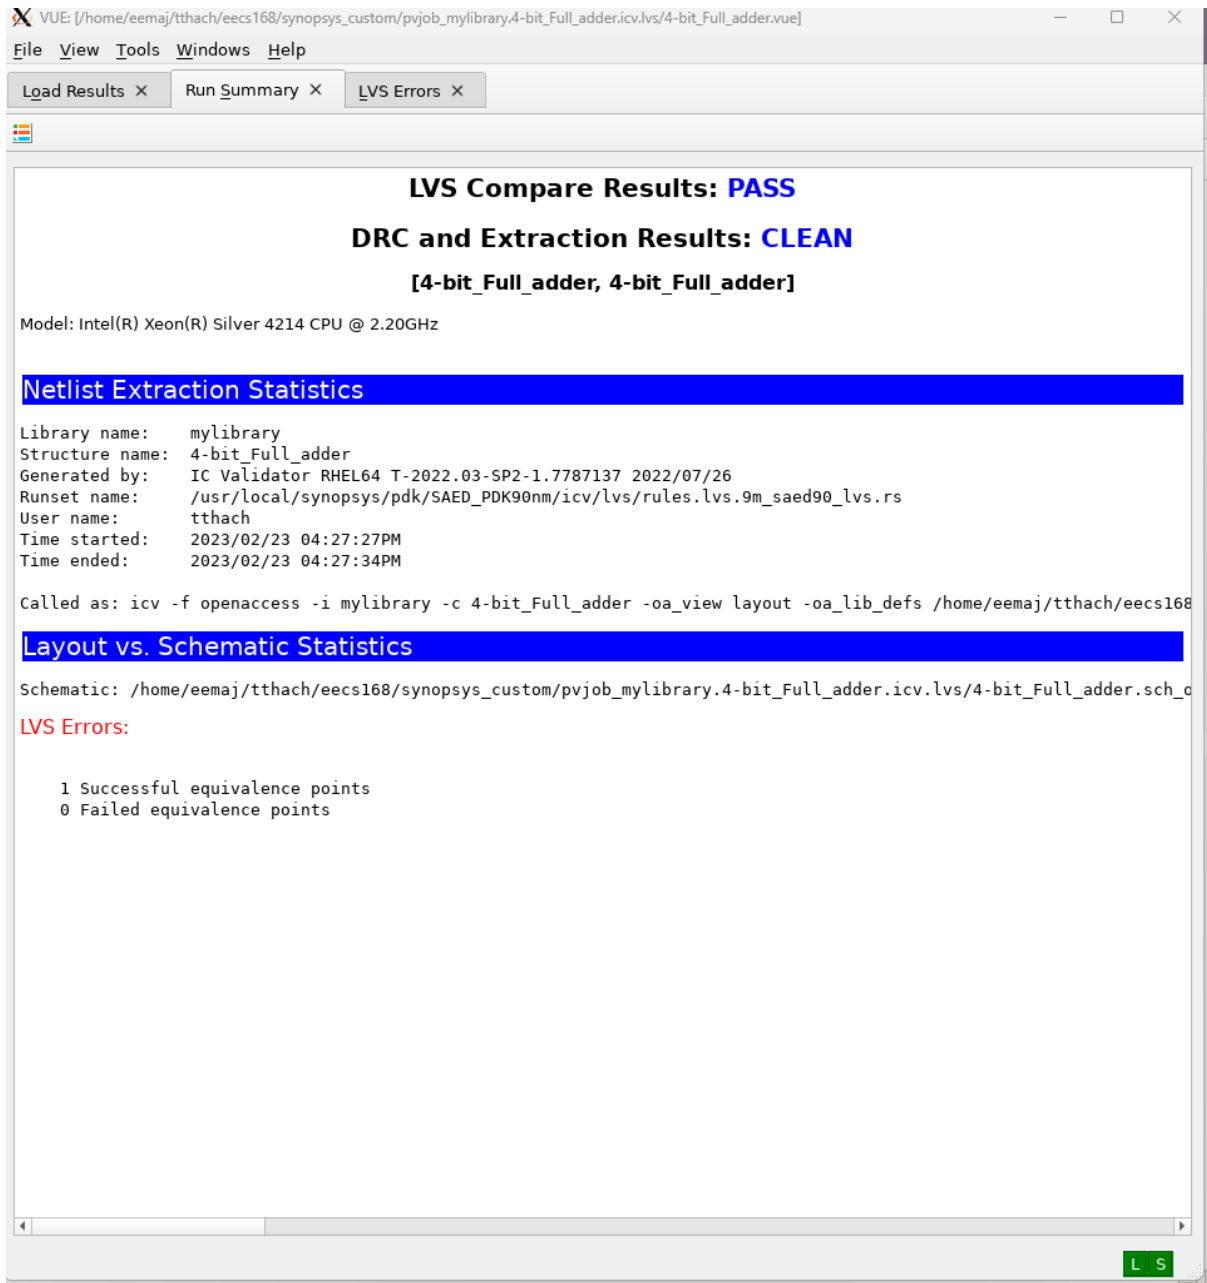 VUE: [/home/eemaj/tthach/eecs168/synopsys_custom/pvjob_mylibrary.4-bit_Full_adder.icv.lvs/4-bit_Full_adder.vue]
File View Tools Windows Help
Load Results Run Summary LVS Errors
LVS Compare Results: PASS
DRC and Extraction Results: CLEAN
[4-bit_Full_adder, 4-bit_Full_adder]
Model: Intel(R) Xeon(R) Silver 4214 CPU @ 2.20GHz
Netlist Extraction Statistics
Library name: mylibrary
Structure name: 4-bit_Full_adder
Generated by: IC Validator RHEL64 T-2022.03-SP2-1.7787137 2022/07/26
Runset name: /usr/local/synopsys/pdk/SAED_PDK90nm/icv/lvs/rules.lvs.9m_saed90_lvs.rs
User name: tthach
Time started: 2023/02/23 04:27:27PM
Time ended: 2023/02/23 04:27:34PM
Called as: icv -f openaccess -i mylibrary -c 4-bit_Full_adder -oa_view layout -oa_lib_defs /home/eemaj/tthach/eecs168
Layout vs. Schematic Statistics
Schematic: /home/eemaj/tthach/eecs168/synopsys_custom/pvjob_mylibrary.4-bit_Full_adder.icv.lvs/4-bit_Full_adder.sch_o
LVS Errors:
1 Successful equivalence points
0 Failed equivalence points
L S